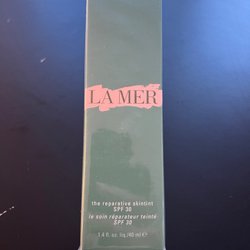 LA MER
the reparative skintint
SPF 30
le soin réparateur teinté
SPF 30
1.4 fl. oz. liq./40 ml ℮